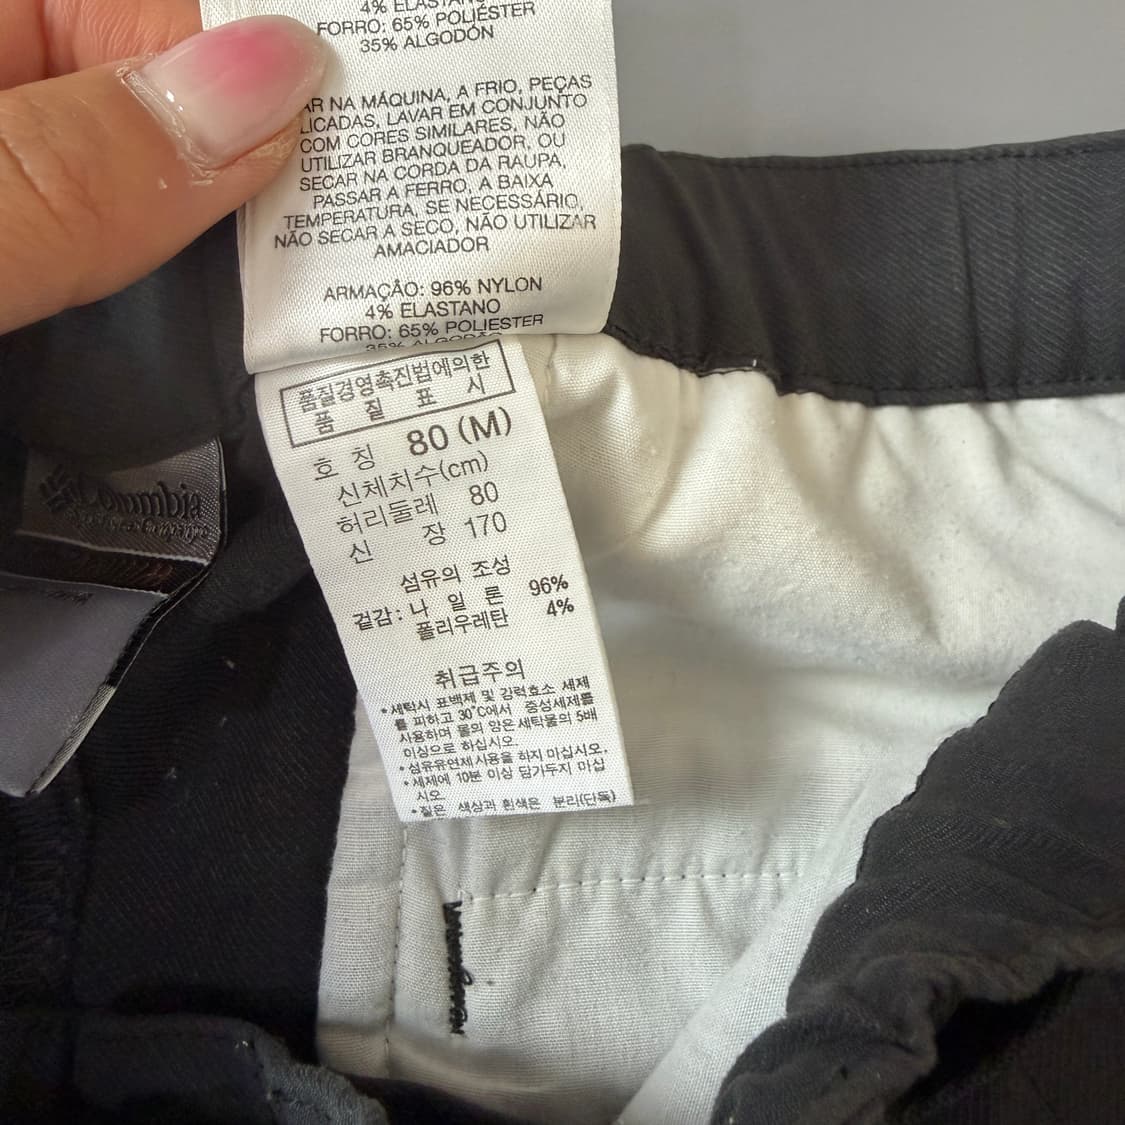 4% ELASTANO
FORRO: 65% POLIÉSTER
35% ALGODÓN
AR NA MÁQUINA, A FRIO, PEÇAS
LICADAS, LAVAR EM CONJUNTO
COM CORES SIMILARES, NÃO
UTILIZAR BRANQUEADOR, OU
SECAR NA CORDA DA RAUPA,
PASSAR A FERRO, A BAIXA
TEMPERATURA, SE NECESSÁRIO,
NÃO SECAR A SECO, NÃO UTILIZAR
AMACIADOR
ARMAÇÃO: 96% NYLON
4% ELASTANO
FORRO: 65% POLIESTER
35% ALGODÃO
품질경영촉진법에의한
품 질 표 시
호 칭 80 (M)
신체치수(cm)
허리둘레 80
신 장 170
섬유의 조성
겉감: 나 일 론 96%
폴리우레탄 4%
취급주의
• 세탁시 표백제 및 강력효소 세제
를 피하고 30°C에서 중성세제를
사용하며 물의 양은 세탁물의 5배
이상으로 하십시오.
• 섬유유연제 사용을 하지 마십시오.
• 세제에 10분 이상 담가두지 마십
시오
• 짙은 색상과 흰색은 분리(단독)
Columbia